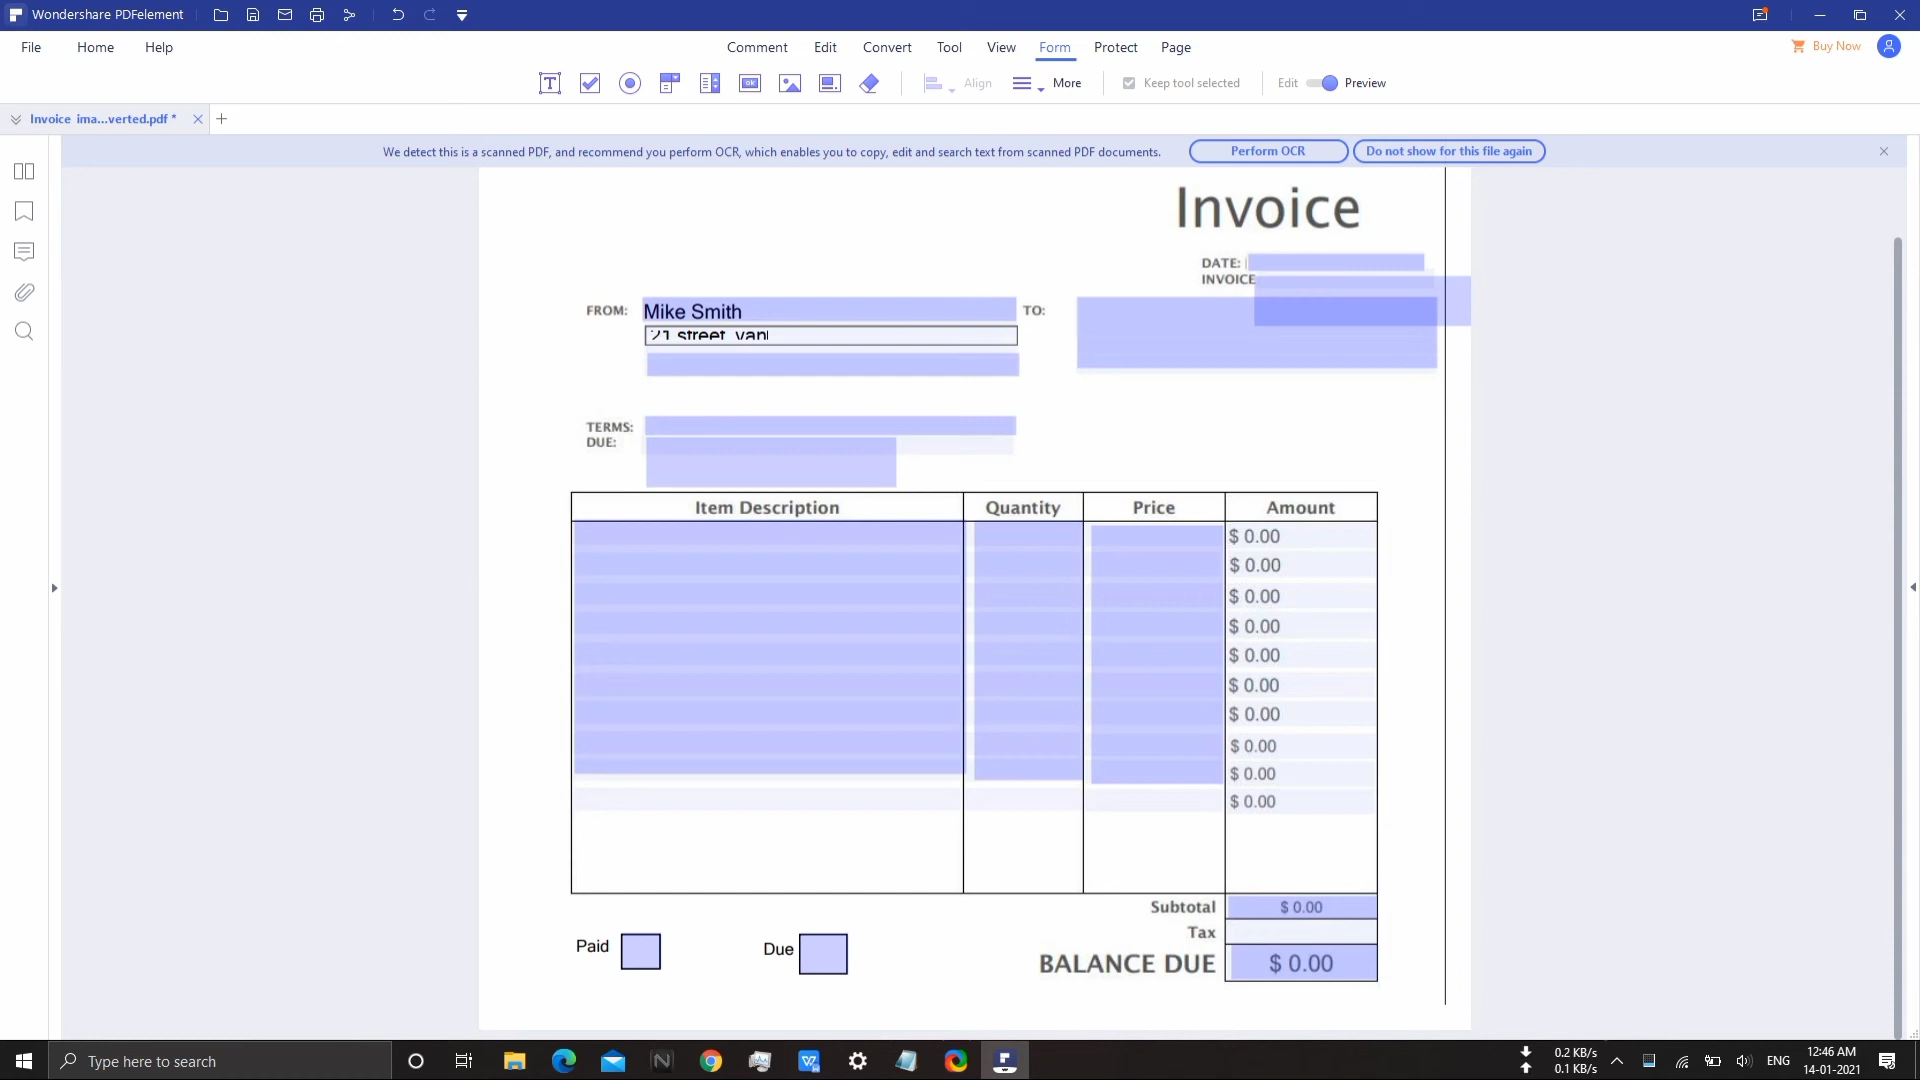 Wondershare PDFelement
File Home Help Comment Edit Convert Tool View Form Protect Page Buy Now
Align More Keep tool selected Edit Preview
Invoice ima...verted.pdf *
We detect this is a scanned PDF, and recommend you perform OCR, which enables you to copy, edit and search text from scanned PDF documents. Perform OCR Do not show for this file again
Invoice
DATE:
INVOICE
FROM: Mike Smith TO:
21 street, van
TERMS:
DUE:
Item Description Quantity Price Amount
$ 0.00
$ 0.00
$ 0.00
$ 0.00
$ 0.00
$ 0.00
$ 0.00
$ 0.00
$ 0.00
$ 0.00
Subtotal $ 0.00
Tax
Paid Due BALANCE DUE $ 0.00
Type here to search
0.2 KB/s
0.1 KB/s
ENG
12:46 AM
14-01-2021